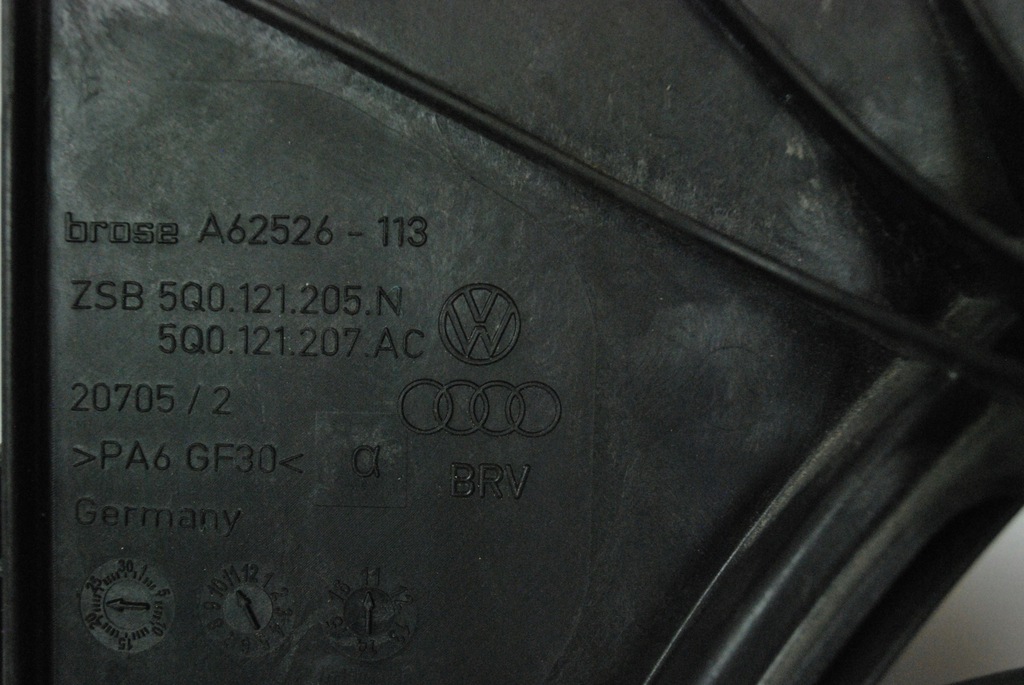 brose A62526 - 113
ZSB 5Q0.121.205.N
5Q0.121.207.AC
20705 / 2
>PA6 GF30<
α
BRV
Germany